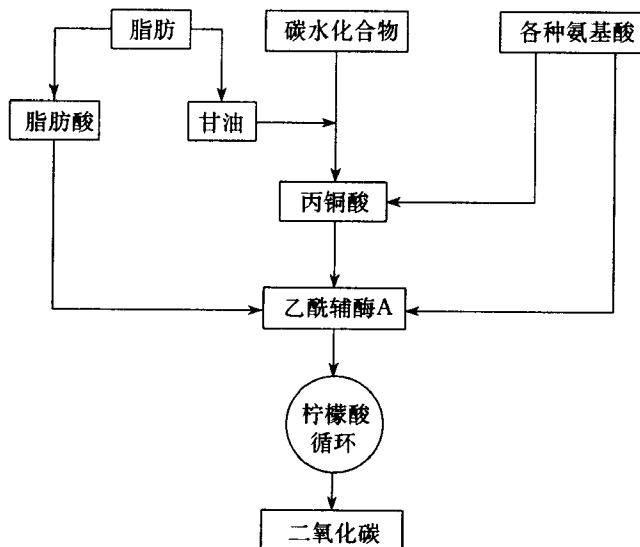 脂肪
碳水化合物
各种氨基酸
脂肪酸
甘油
丙铜酸
乙酰辅酶A
柠檬酸
循环
二氧化碳